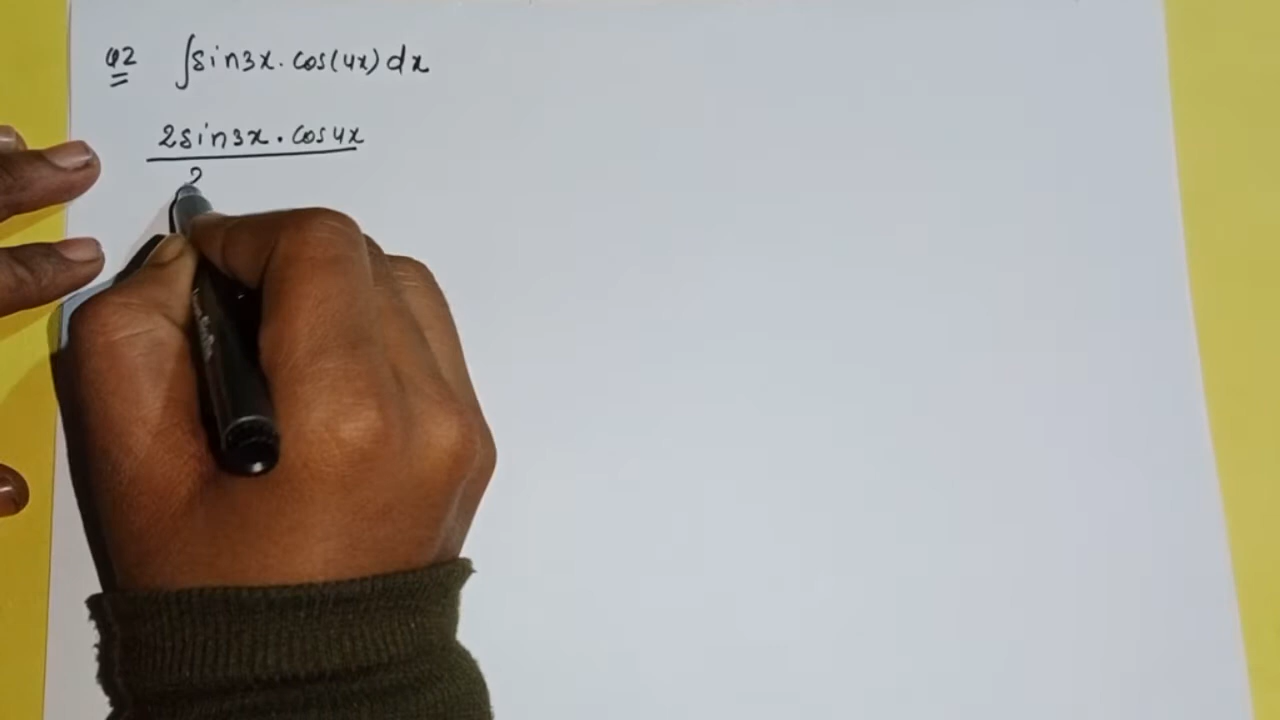 Q2 ∫sin3x. cos(4x) dx
2sin3x . cos4x
2